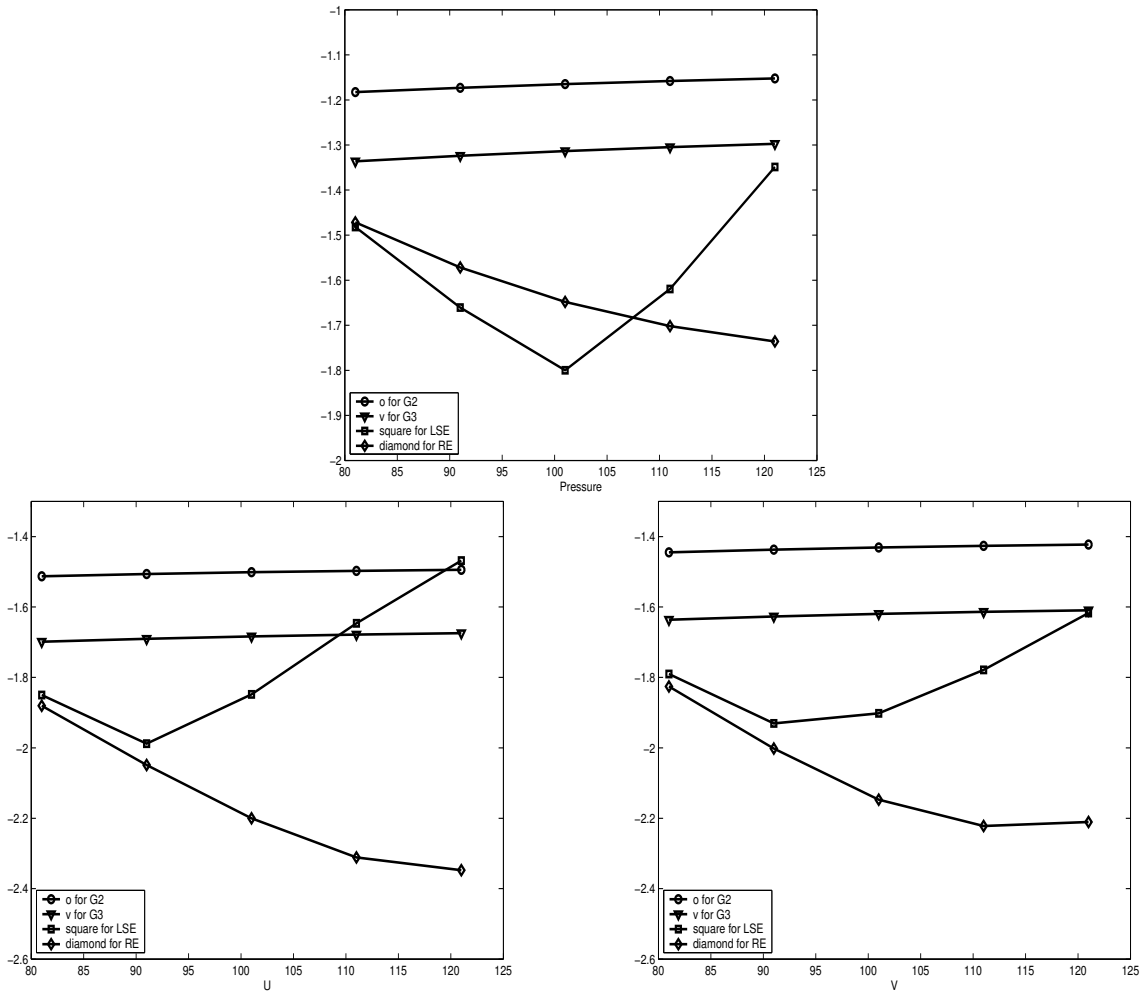 −1
−1.1
−1.2
−1.3
−1.4
−1.5
−1.6
−1.7
−1.8
−1.9
−2
o for G2
v for G3
square for LSE
diamond for RE
80 85 90 95 100 105 110 115 120 125
Pressure
−1.4
−1.6
−1.8
−2
−2.2
−2.4
−2.6
o for G2
v for G3
square for LSE
diamond for RE
80 85 90 95 100 105 110 115 120 125
U
−1.4
−1.6
−1.8
−2
−2.2
−2.4
−2.6
o for G2
v for G3
square for LSE
diamond for RE
80 85 90 95 100 105 110 115 120 125
V